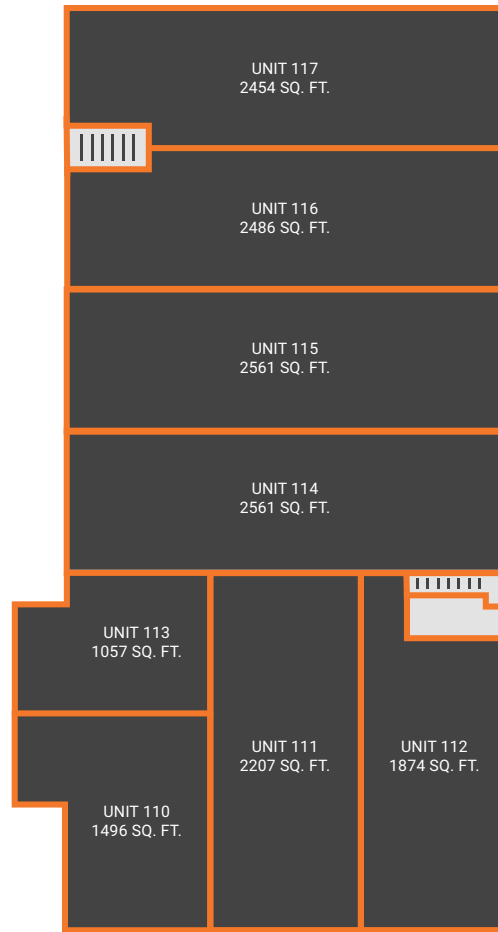 UNIT 117
2454 SQ. FT.
UNIT 116
2486 SQ. FT.
UNIT 115
2561 SQ. FT.
UNIT 114
2561 SQ. FT.
UNIT 113
1057 SQ. FT.
UNIT 111
2207 SQ. FT.
UNIT 112
1874 SQ. FT.
UNIT 110
1496 SQ. FT.